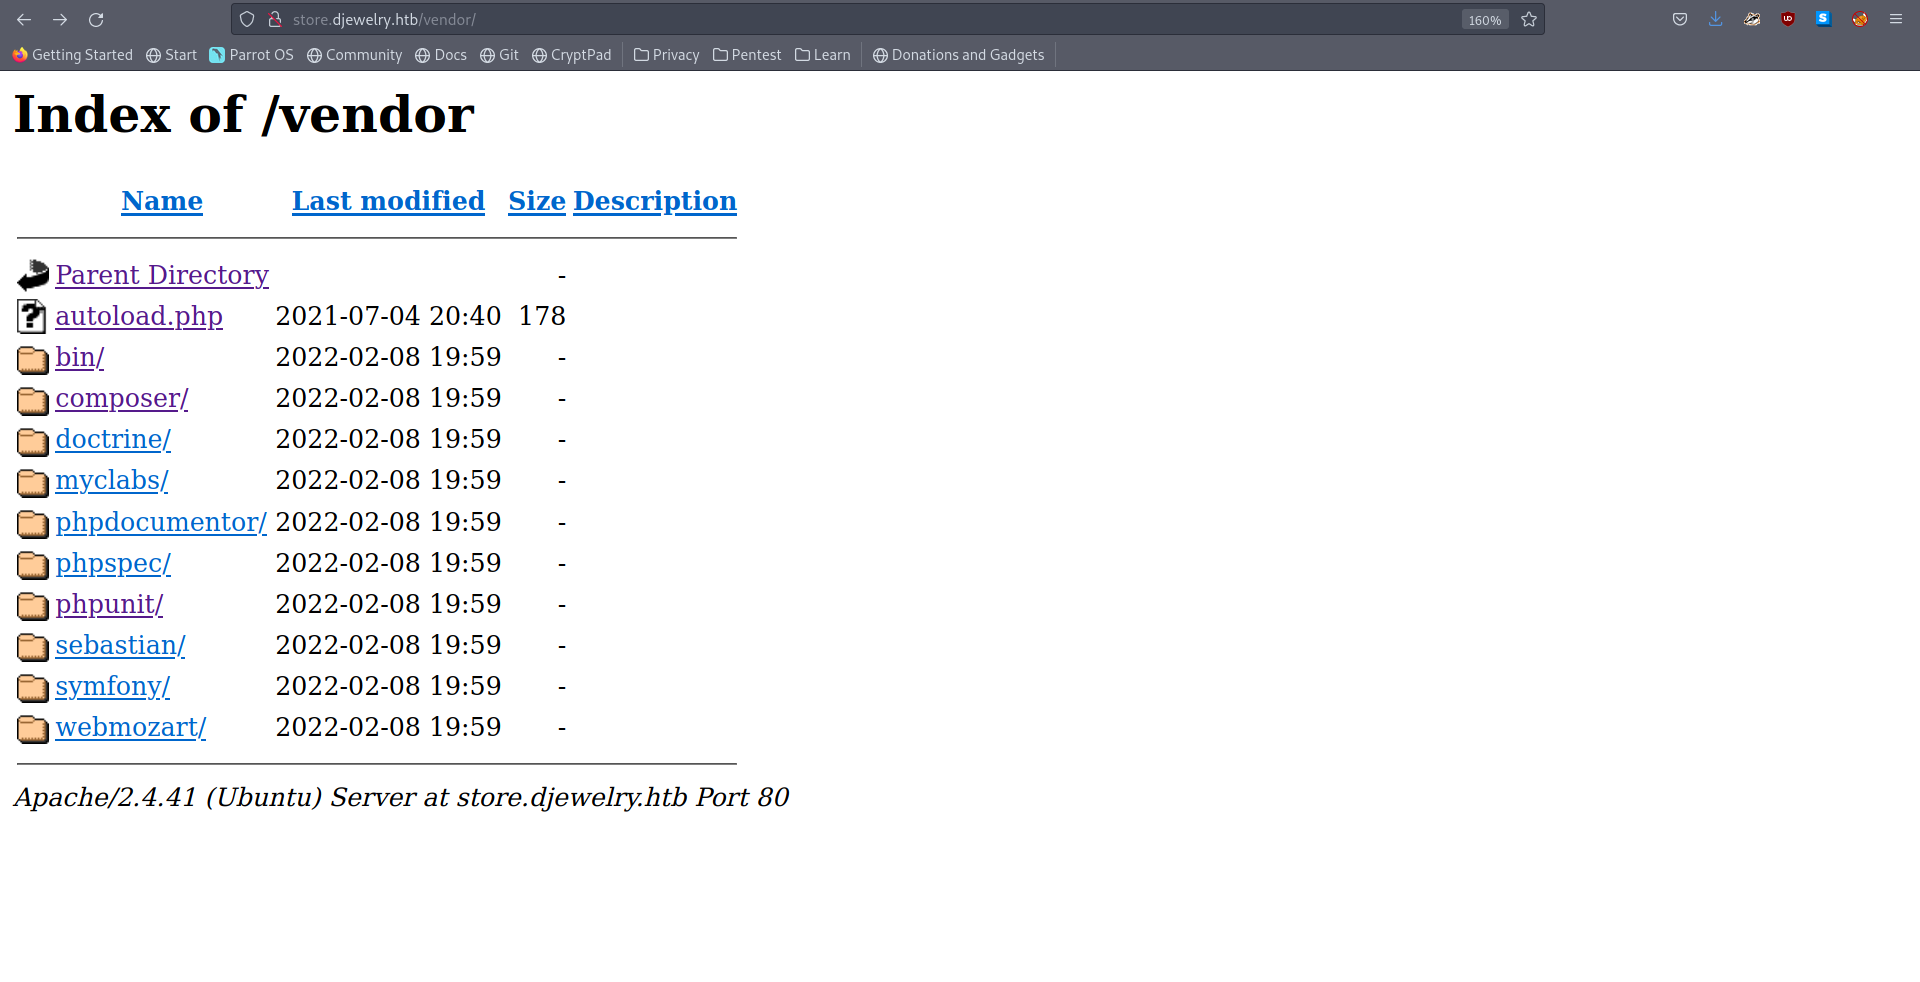 store.djewelry.htb/vendor/ 160%
Getting Started Start Parrot OS Community Docs Git CryptPad Privacy Pentest Learn Donations and Gadgets
Index of /vendor
Name Last modified Size Description
Parent Directory -
autoload.php 2021-07-04 20:40 178
bin/ 2022-02-08 19:59 -
composer/ 2022-02-08 19:59 -
doctrine/ 2022-02-08 19:59 -
myclabs/ 2022-02-08 19:59 -
phpdocumentor/ 2022-02-08 19:59 -
phpspec/ 2022-02-08 19:59 -
phpunit/ 2022-02-08 19:59 -
sebastian/ 2022-02-08 19:59 -
symfony/ 2022-02-08 19:59 -
webmozart/ 2022-02-08 19:59 -
Apache/2.4.41 (Ubuntu) Server at store.djewelry.htb Port 80